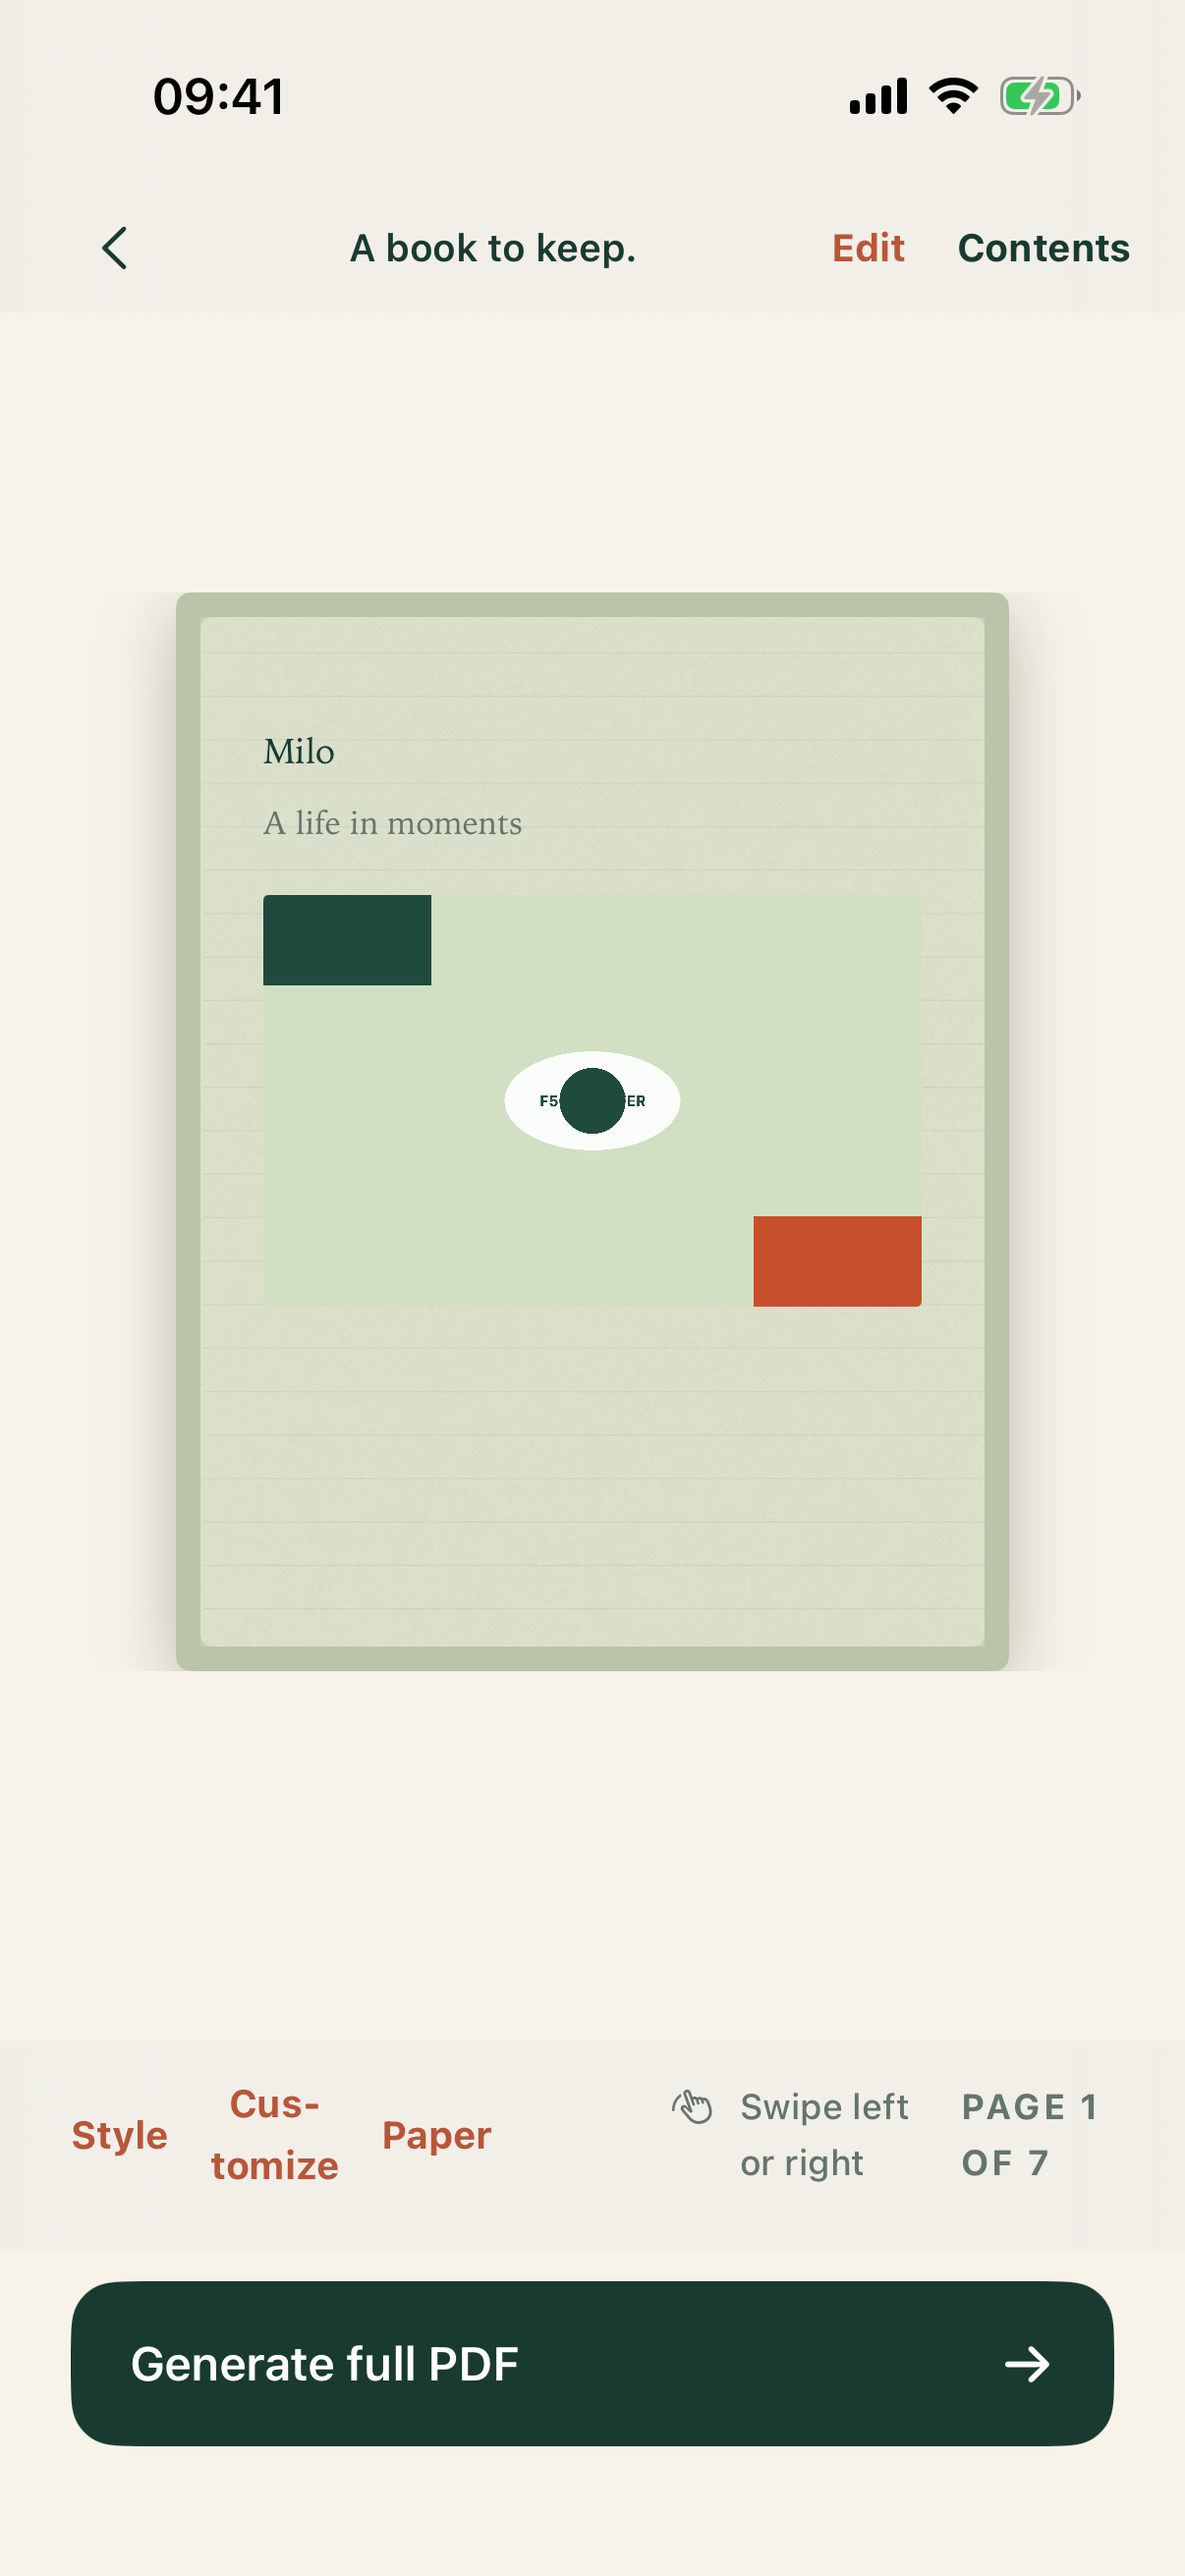 09:41
A book to keep.
Edit
Contents
Milo
A life in moments
Style
Cus-
tomize
Paper
Swipe left
or right
PAGE 1
OF 7
Generate full PDF